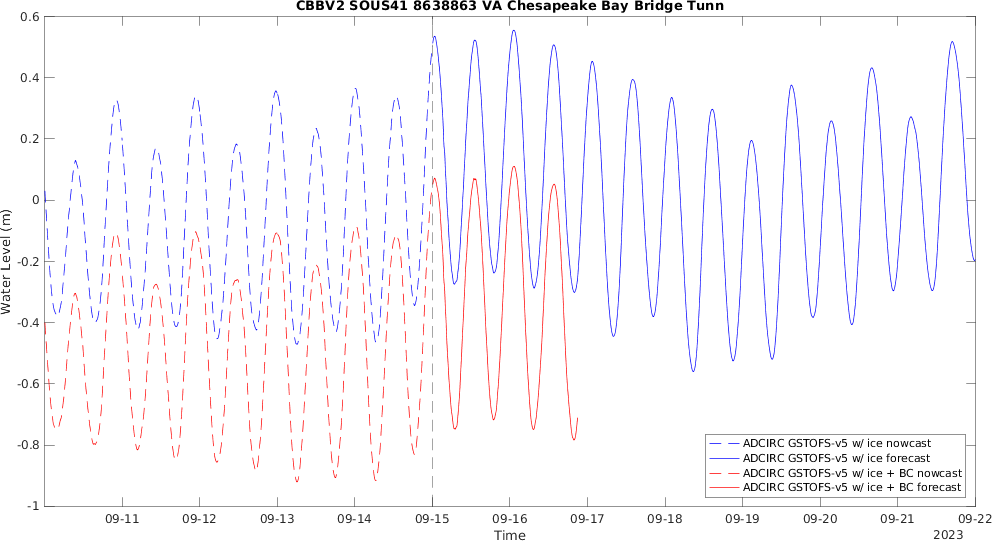 CBBV2 SOUS41 8638863 VA Chesapeake Bay Bridge Tunn
0.6
0.4
0.2
0
-0.2
-0.4
-0.6
-0.8
-1
Water Level (m)
09-11 09-12 09-13 09-14 09-15 09-16 09-17 09-18 09-19 09-20 09-21 09-22
Time
2023
ADCIRC GSTOFS-v5 w/ ice nowcast
ADCIRC GSTOFS-v5 w/ ice forecast
ADCIRC GSTOFS-v5 w/ ice + BC nowcast
ADCIRC GSTOFS-v5 w/ ice + BC forecast